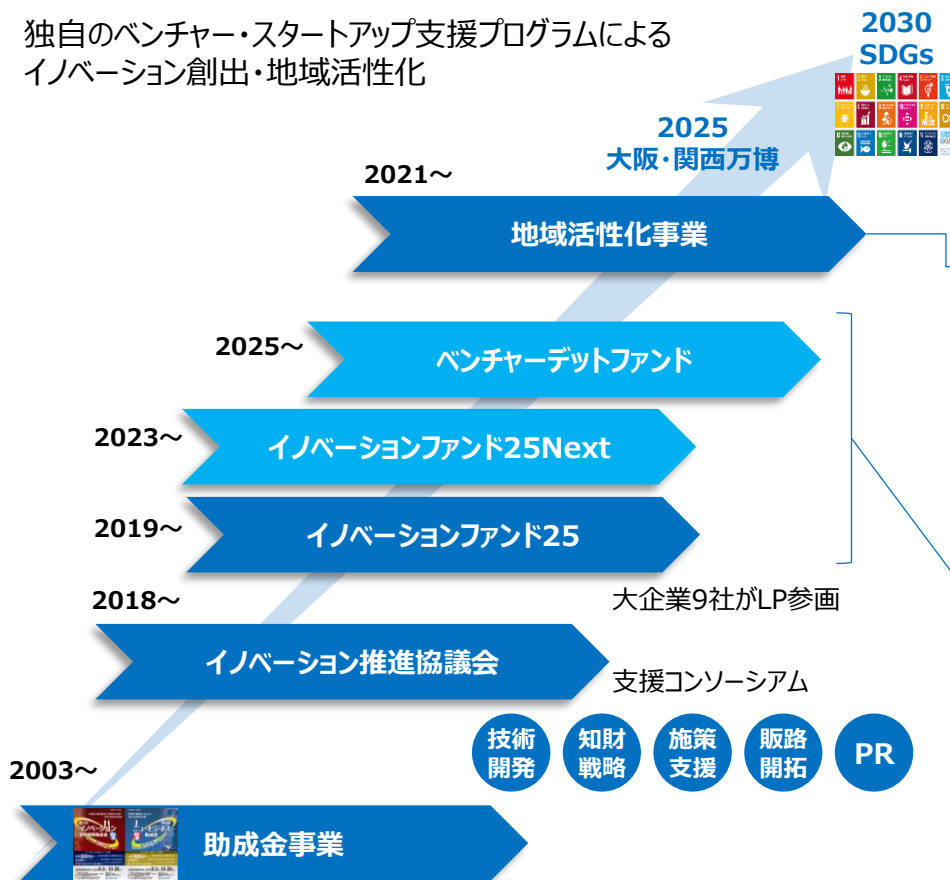 独自のベンチャー・スタートアップ支援プログラムによる
イノベーション創出・地域活性化
2030
SDGs
2025
大阪・関西万博
2021～
地域活性化事業
2025～
ベンチャーデットファンド
2023～
イノベーションファンド25Next
2019～
イノベーションファンド25
2018～
大企業9社がLP参画
イノベーション推進協議会
支援コンソーシアム
技術
開発
知財
戦略
施策
支援
販路
開拓
PR
2003～
助成金事業